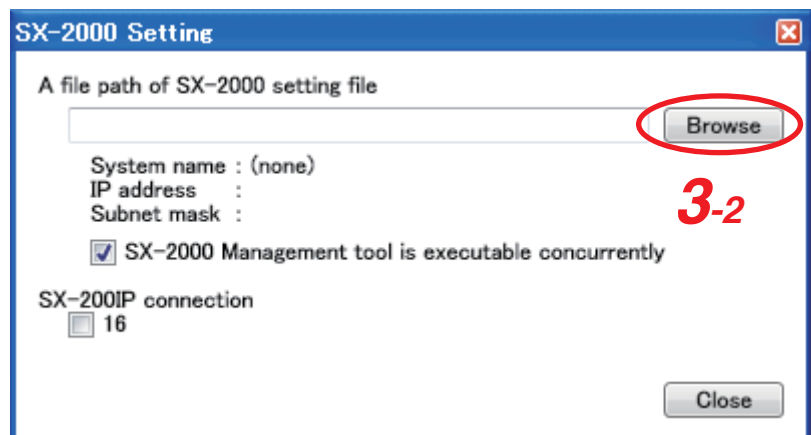 SX-2000 Setting
A file path of SX-2000 setting file
Browse
3-2
System name : (none)
IP address :
Subnet mask :
SX-2000 Management tool is executable concurrently
SX-200IP connection
16
Close